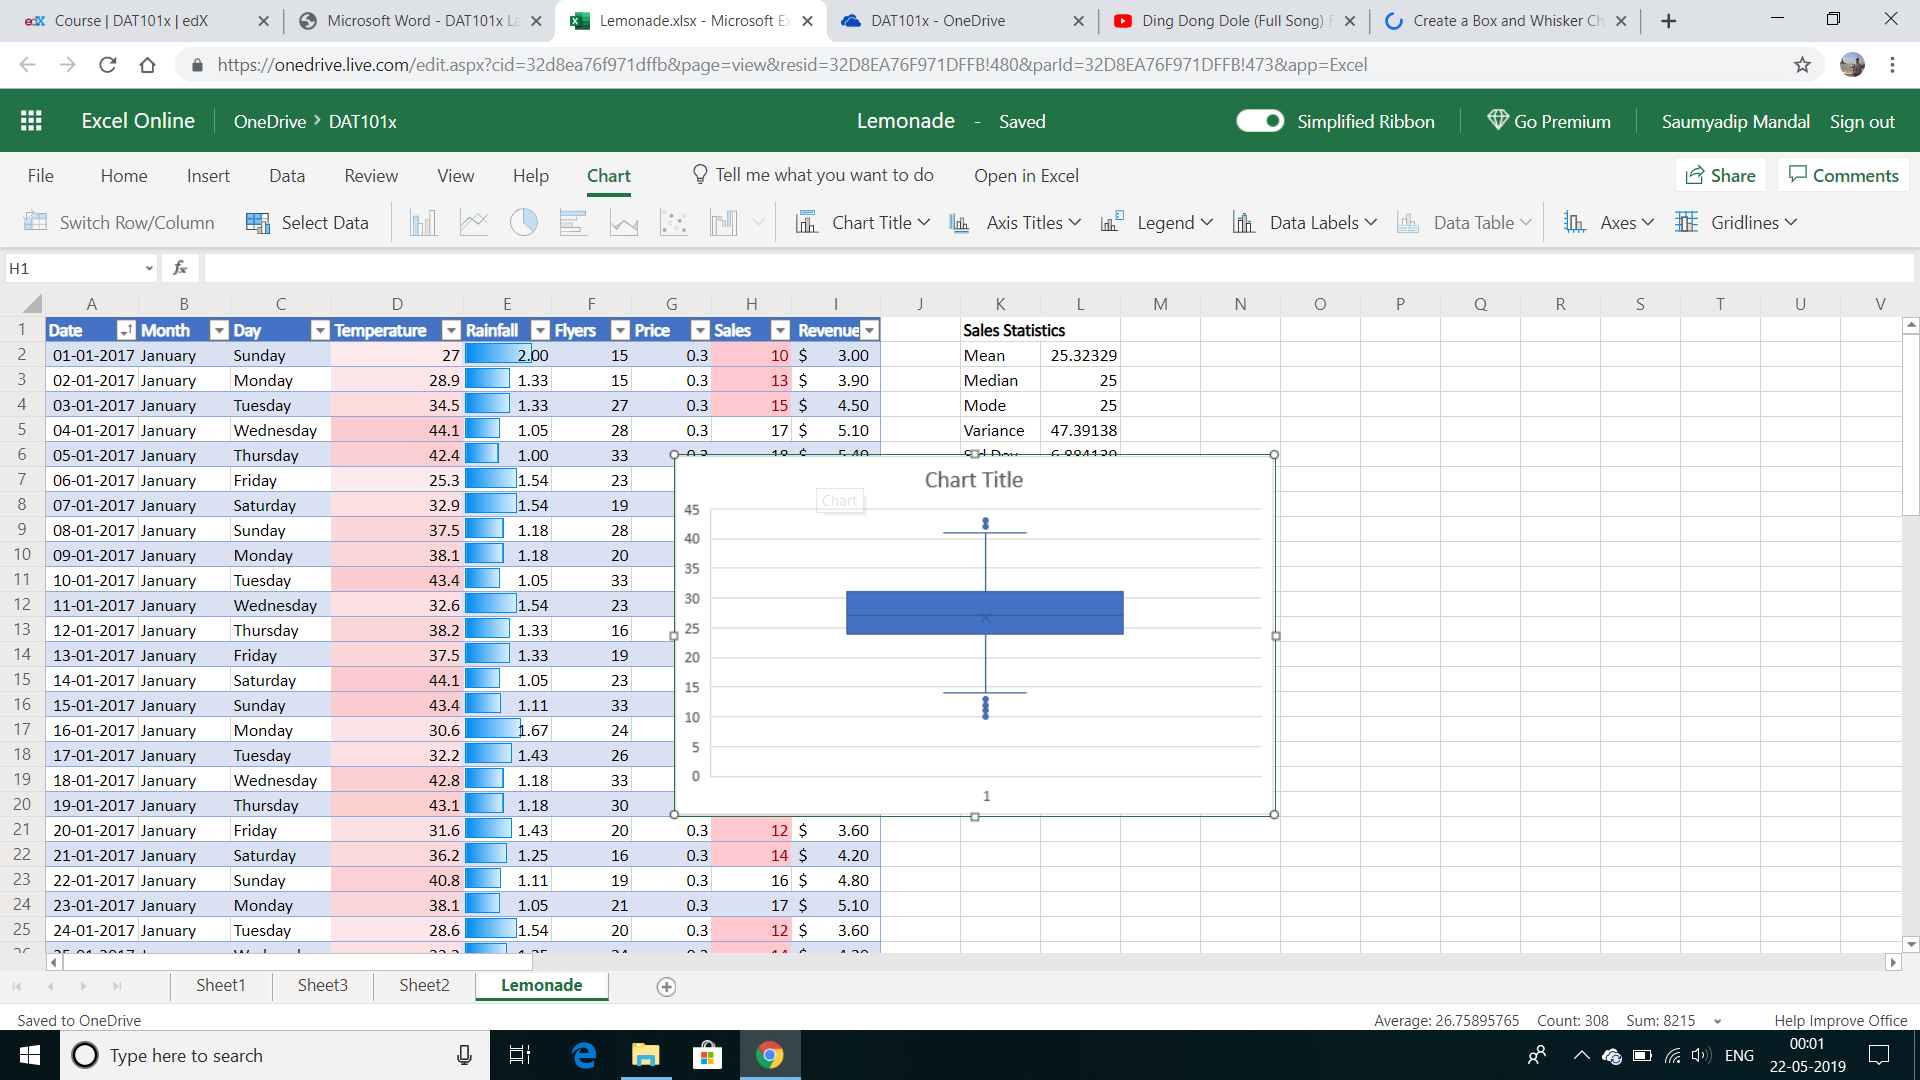 Course | DAT101x | edX
Microsoft Word - DAT101x La
Lemonade.xlsx - Microsoft Ex
DAT101x - OneDrive
Ding Dong Dole (Full Song)
Create a Box and Whisker Ch
https://onedrive.live.com/edit.aspx?cid=32d8ea76f971dffb&page=view&resid=32D8EA76F971DFFB!480&parId=32D8EA76F971DFFB!473&app=Excel
Excel Online OneDrive > DAT101x Lemonade - Saved Simplified Ribbon Go Premium Saumyadip Mandal Sign out
File Home Insert Data Review View Help Chart Tell me what you want to do Open in Excel Share Comments
Switch Row/Column Select Data Chart Title Axis Titles Legend Data Labels Data Table Axes Gridlines
H1 fx
A B C D E F G H I J K L M N O P Q R S T U V
1 Date Month Day Temperature Rainfall Flyers Price Sales Revenue Sales Statistics
2 01-01-2017 January Sunday 27 2.00 15 0.3 10 $ 3.00 Mean 25.32329
3 02-01-2017 January Monday 28.9 1.33 15 0.3 13 $ 3.90 Median 25
4 03-01-2017 January Tuesday 34.5 1.33 27 0.3 15 $ 4.50 Mode 25
5 04-01-2017 January Wednesday 44.1 1.05 28 0.3 17 $ 5.10 Variance 47.39138
6 05-01-2017 January Thursday 42.4 1.00 33
7 06-01-2017 January Friday 25.3 1.54 23
8 07-01-2017 January Saturday 32.9 1.54 19
9 08-01-2017 January Sunday 37.5 1.18 28
10 09-01-2017 January Monday 38.1 1.18 20
11 10-01-2017 January Tuesday 43.4 1.05 33
12 11-01-2017 January Wednesday 32.6 1.54 23
13 12-01-2017 January Thursday 38.2 1.33 16
14 13-01-2017 January Friday 37.5 1.33 19
15 14-01-2017 January Saturday 44.1 1.05 23
16 15-01-2017 January Sunday 43.4 1.11 33
17 16-01-2017 January Monday 30.6 1.67 24
18 17-01-2017 January Tuesday 32.2 1.43 26
19 18-01-2017 January Wednesday 42.8 1.18 33
20 19-01-2017 January Thursday 43.1 1.18 30
21 20-01-2017 January Friday 31.6 1.43 20 0.3 12 $ 3.60
22 21-01-2017 January Saturday 36.2 1.25 16 0.3 14 $ 4.20
23 22-01-2017 January Sunday 40.8 1.11 19 0.3 16 $ 4.80
24 23-01-2017 January Monday 38.1 1.05 21 0.3 17 $ 5.10
25 24-01-2017 January Tuesday 28.6 1.54 20 0.3 12 $ 3.60
Chart Title
Chart
45
40
35
30
25
20
15
10
5
0
1
Sheet1 Sheet3 Sheet2 Lemonade
Saved to OneDrive Average: 26.75895765 Count: 308 Sum: 8215 Help Improve Office
Type here to search ENG 00:01
22-05-2019